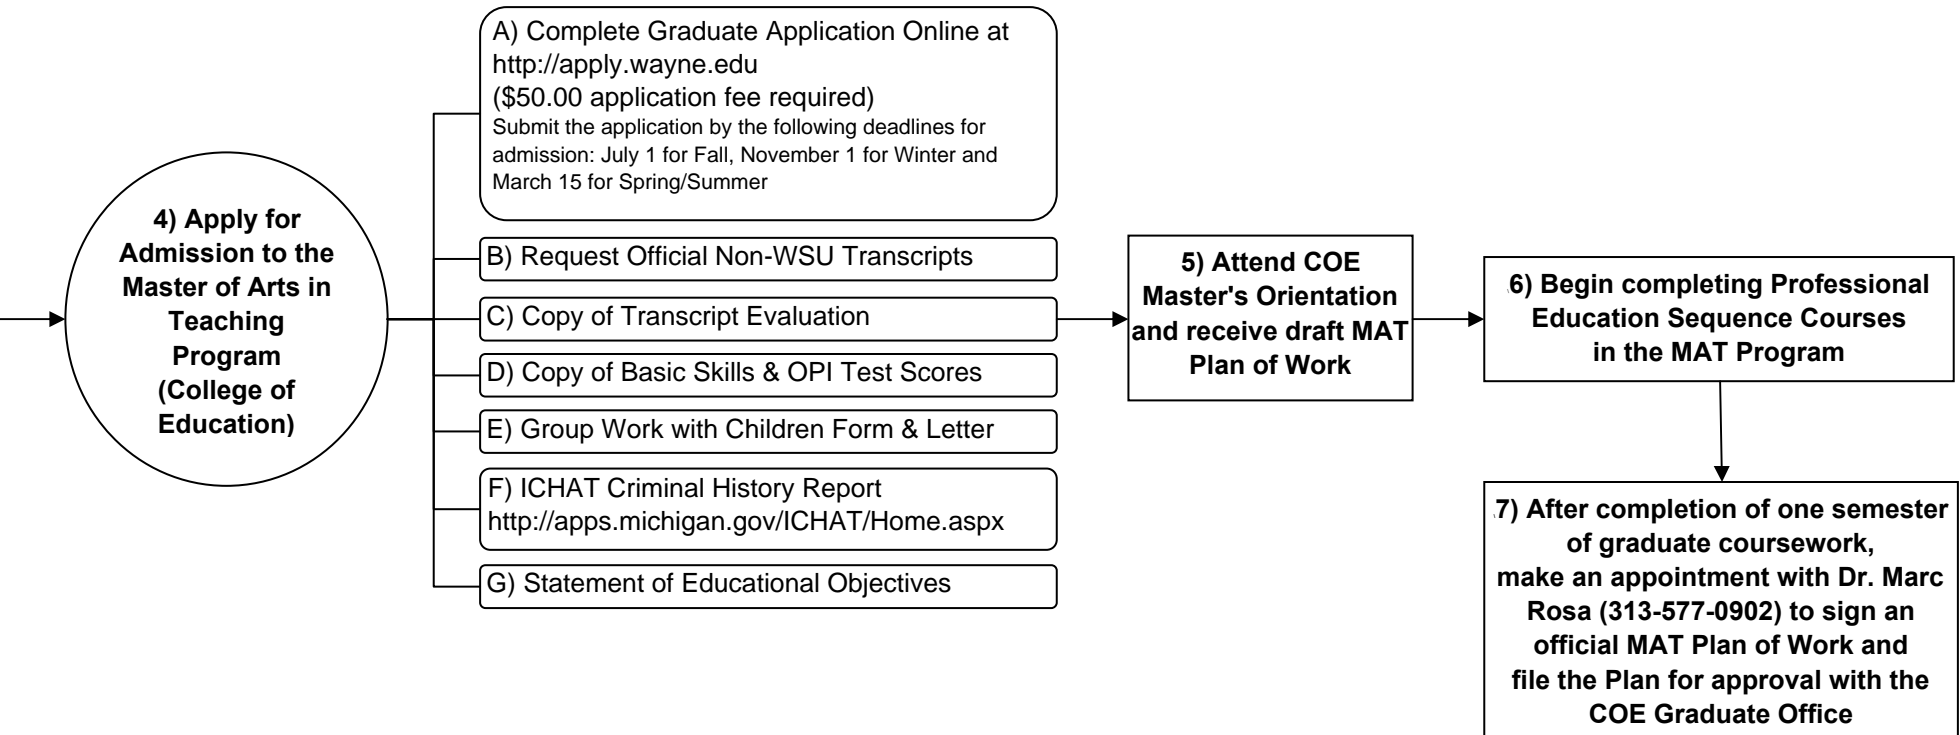 4) Apply for
Admission to the
Master of Arts in
Teaching
Program
(College of
Education)
A) Complete Graduate Application Online at
http://apply.wayne.edu
($50.00 application fee required)
Submit the application by the following deadlines for
admission: July 1 for Fall, November 1 for Winter and
March 15 for Spring/Summer
B) Request Official Non-WSU Transcripts
C) Copy of Transcript Evaluation
D) Copy of Basic Skills & OPI Test Scores
E) Group Work with Children Form & Letter
F) ICHAT Criminal History Report
http://apps.michigan.gov/ICHAT/Home.aspx
G) Statement of Educational Objectives
5) Attend COE
Master's Orientation
and receive draft MAT
Plan of Work
6) Begin completing Professional
Education Sequence Courses
in the MAT Program
7) After completion of one semester
of graduate coursework,
make an appointment with Dr. Marc
Rosa (313-577-0902) to sign an
official MAT Plan of Work and
file the Plan for approval with the
COE Graduate Office